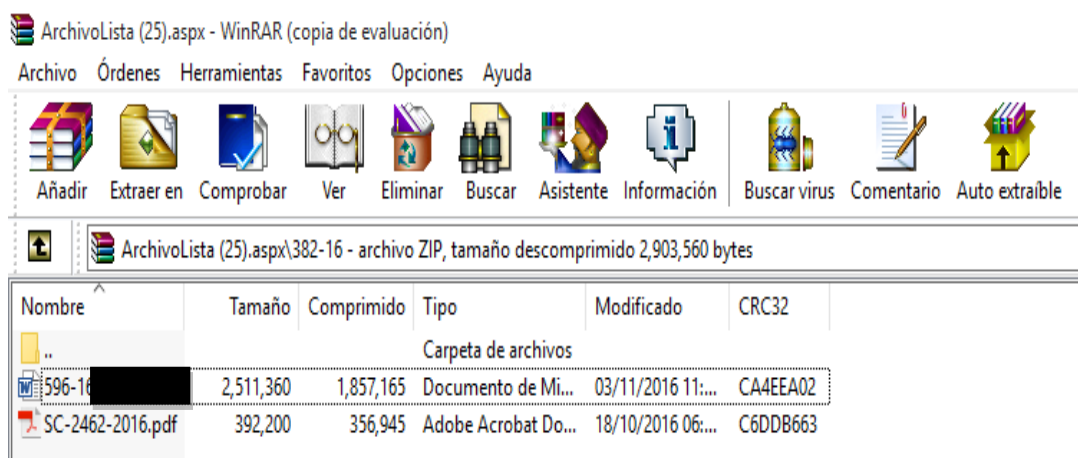 ArchivoLista (25).aspx - WinRAR (copia de evaluación)
Archivo Órdenes Herramientas Favoritos Opciones Ayuda
Añadir Extraer en Comprobar Ver Eliminar Buscar Asistente Información Buscar virus Comentario Auto extraíble
ArchivoLista (25).aspx\382-16 - archivo ZIP, tamaño descomprimido 2,903,560 bytes
Nombre Tamaño Comprimido Tipo Modificado CRC32
.. Carpeta de archivos
596-16 2,511,360 1,857,165 Documento de Mi... 03/11/2016 11:... CA4EEA02
SC-2462-2016.pdf 392,200 356,945 Adobe Acrobat Do... 18/10/2016 06:... C6DDB663